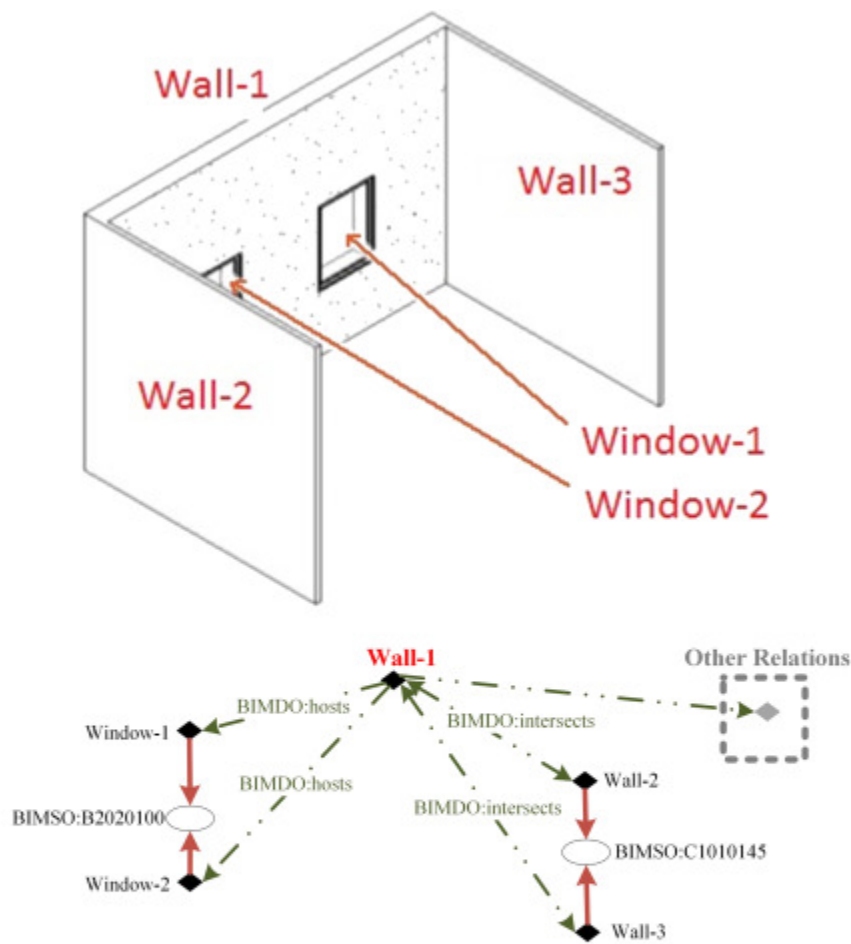 Wall-1
Wall-3
Wall-2
Window-1
Window-2
Wall-1
Other Relations
BIMDO:hosts
BIMDO:intersects
Window-1
BIMDO:hosts
Wall-2
BIMDO:intersects
BIMSO:B2020100
BIMSO:C1010145
Window-2
Wall-3